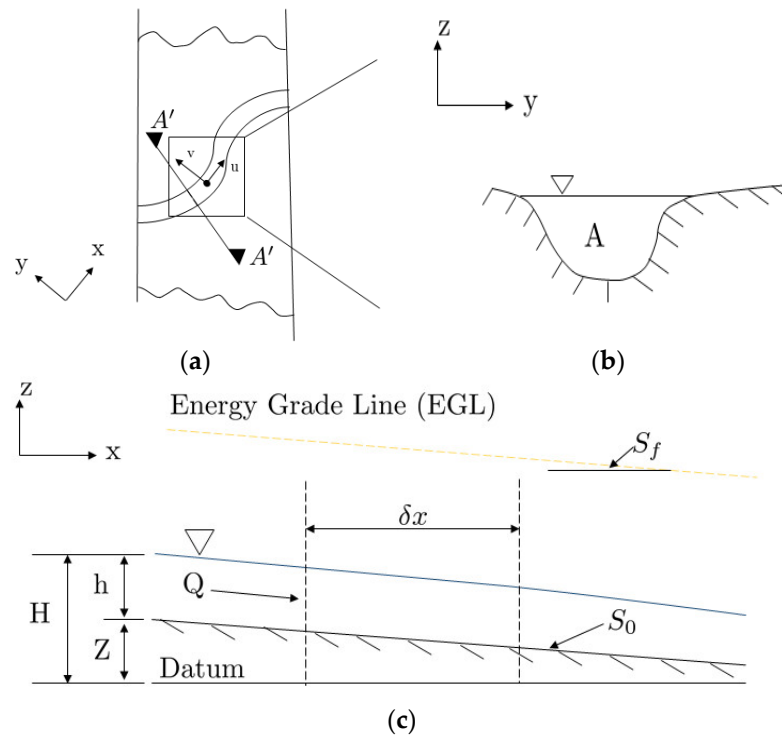 A'
v
u
A'
x
y
(a)
z
y
A
(b)
z
x
Energy Grade Line (EGL)
S_f
δx
h
Q
H
Z
S_0
Datum
(c)